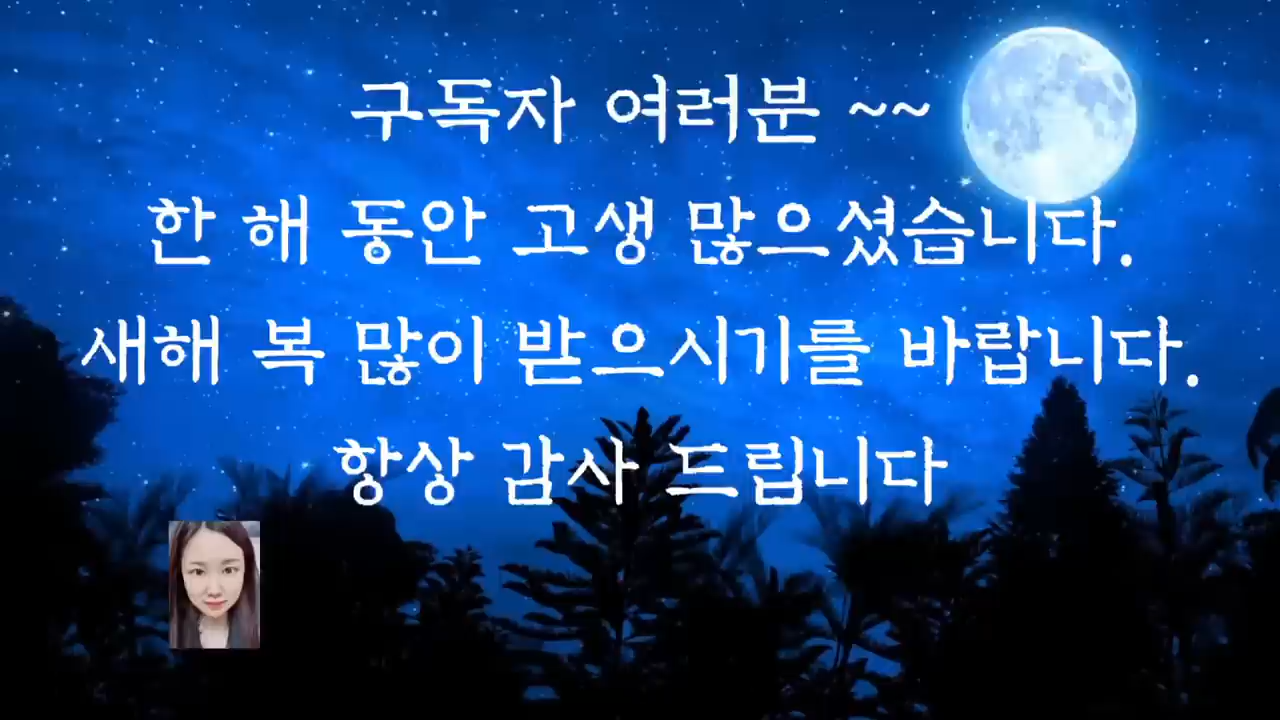 구독자 여러분 ~~
한 해 동안 고생 많으셨습니다.
새해 복 많이 받으시기를 바랍니다.
항상 감사 드립니다